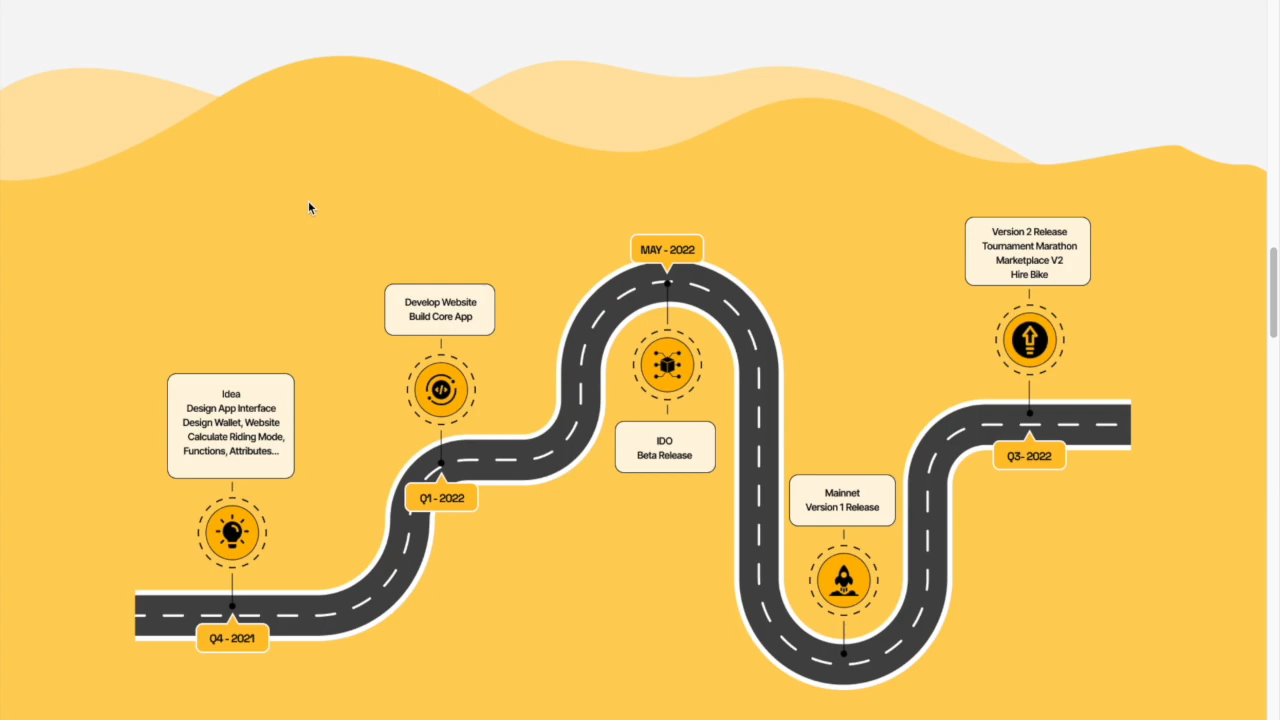 Idea
Design App Interface
Design Wallet, Website
Calculate Riding Mode,
Functions, Attributes...
Q4 - 2021
Develop Website
Build Core App
Q1 - 2022
MAY - 2022
IDO
Beta Release
Mainnet
Version 1 Release
Version 2 Release
Tournament Marathon
Marketplace V2
Hire Bike
Q3- 2022